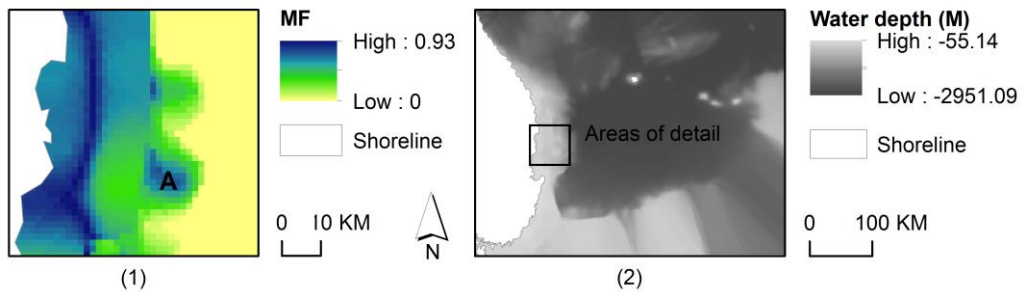 MF
High : 0.93
Low : 0
Shoreline
0 10 KM
A
N
(1)
Areas of detail
Water depth (M)
High : -55.14
Low : -2951.09
Shoreline
0 100 KM
(2)